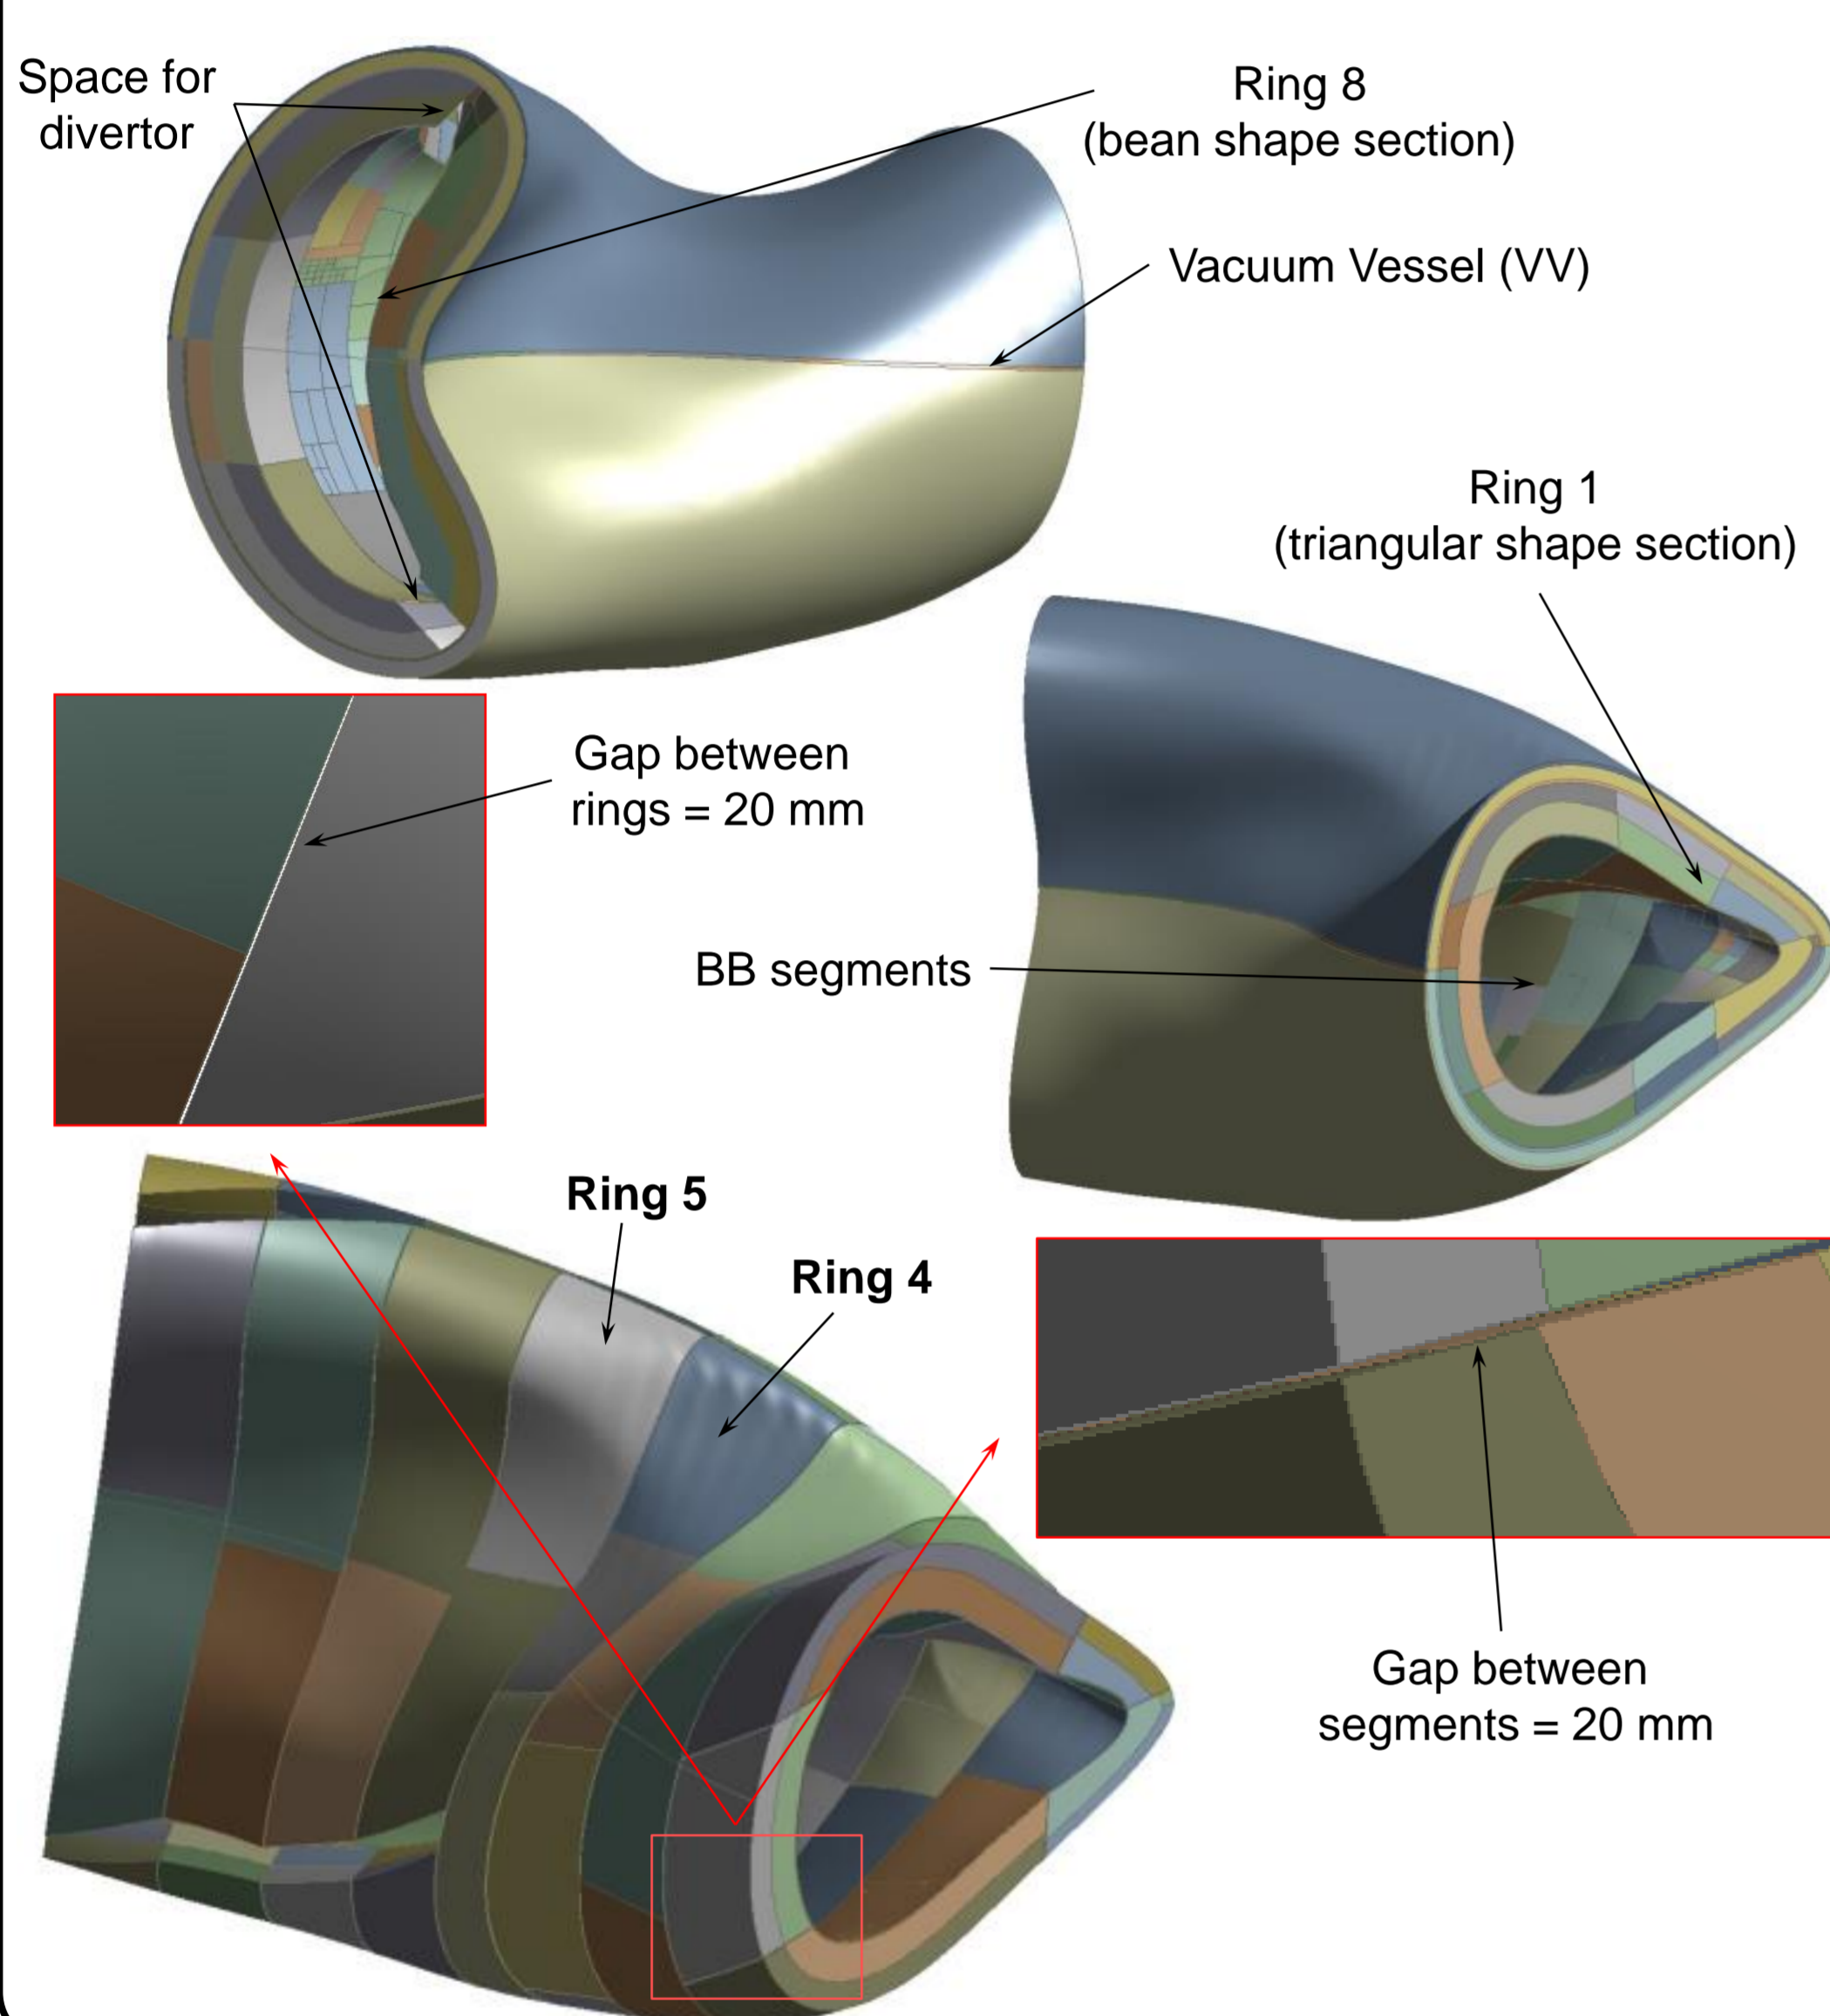 Space for
divertor
Ring 8
(bean shape section)
Vacuum Vessel (VV)
Ring 1
(triangular shape section)
Gap between
rings = 20 mm
BB segments
Ring 5
Ring 4
Gap between
segments = 20 mm